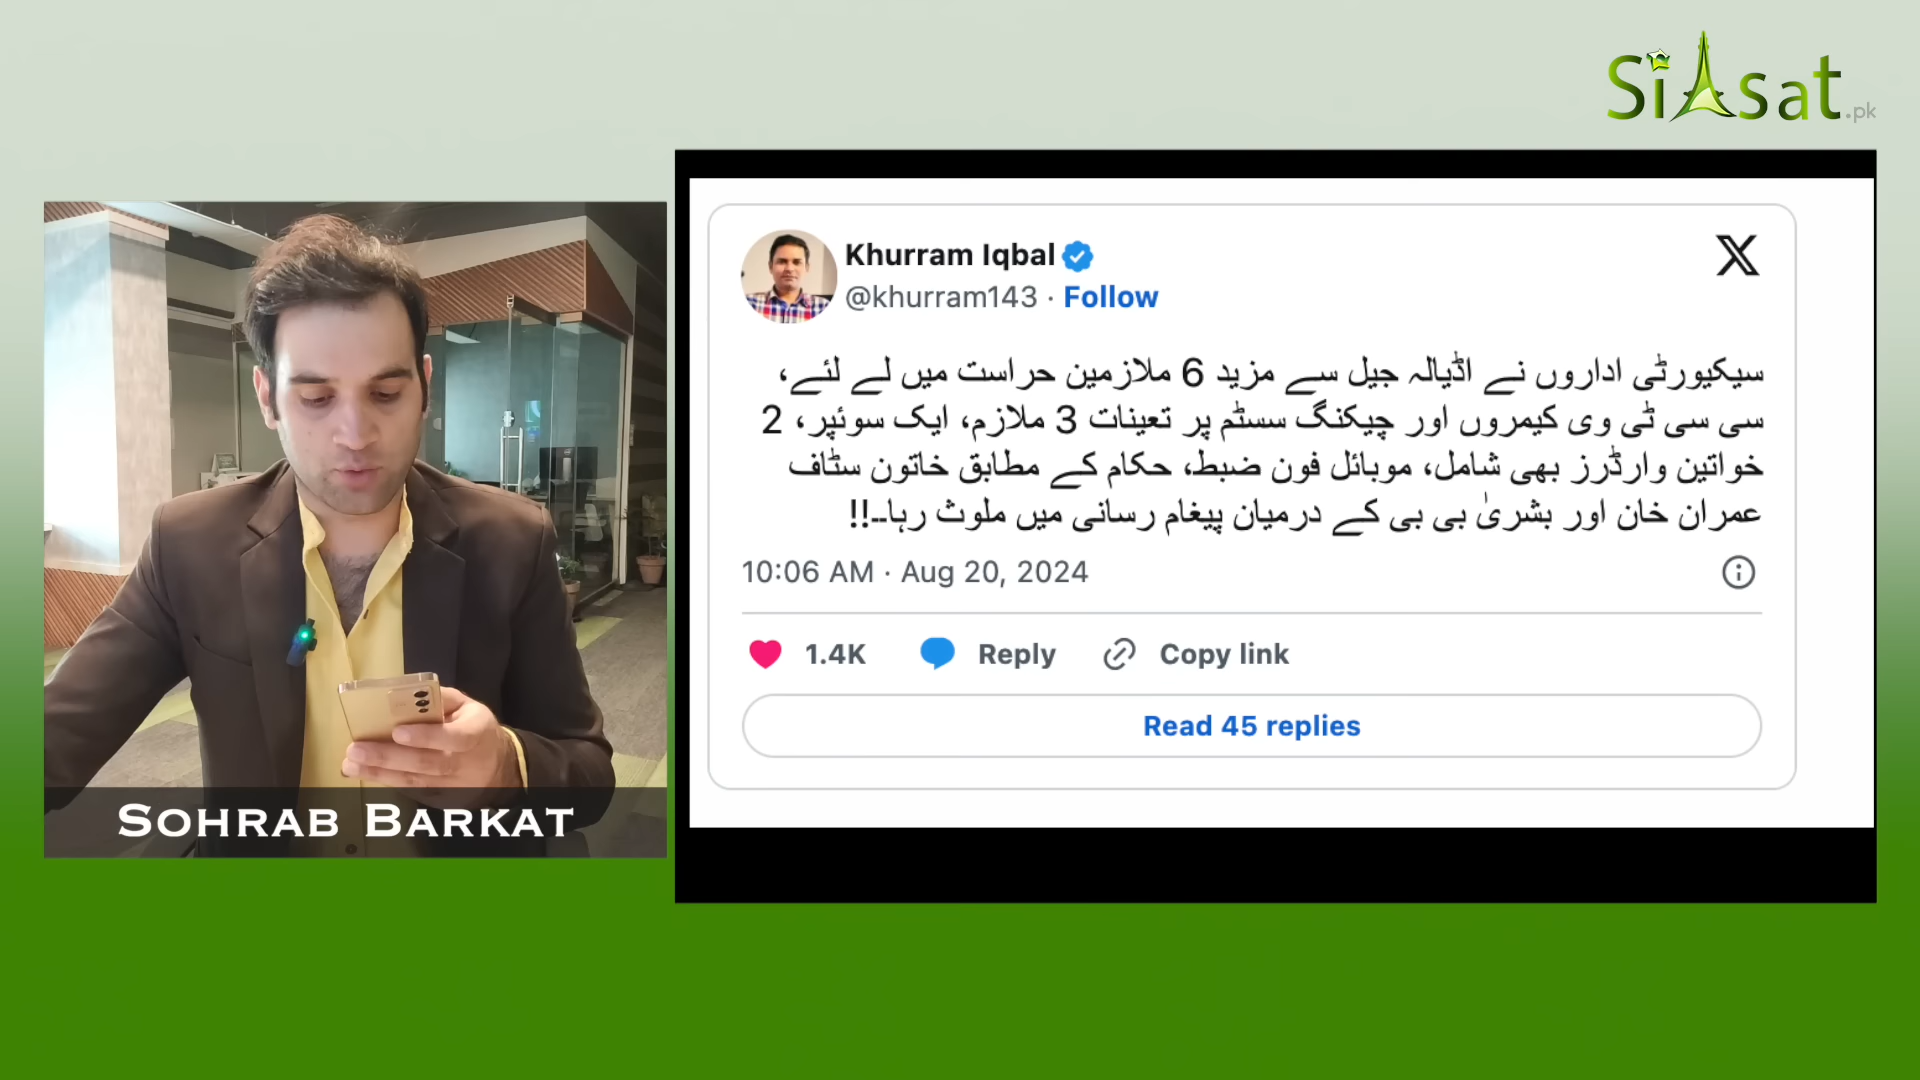 SiAsat.pk
Khurram Iqbal
@khurram143 · Follow
X
سیکیورٹی اداروں نے اڈیالہ جیل سے مزید 6 ملازمین حراست میں لے لئے،
سی سی ٹی وی کیمروں اور چیکنگ سسٹم پر تعینات 3 ملازم، ایک سوئپر، 2
خواتین وارڈرز بھی شامل، موبائل فون ضبط، حکام کے مطابق خاتون سٹاف
عمران خان اور بشریٰ بی بی کے درمیان پیغام رسانی میں ملوث رہا۔۔!!
10:06 AM · Aug 20, 2024
1.4K Reply Copy link
Read 45 replies
SOHRAB BARKAT